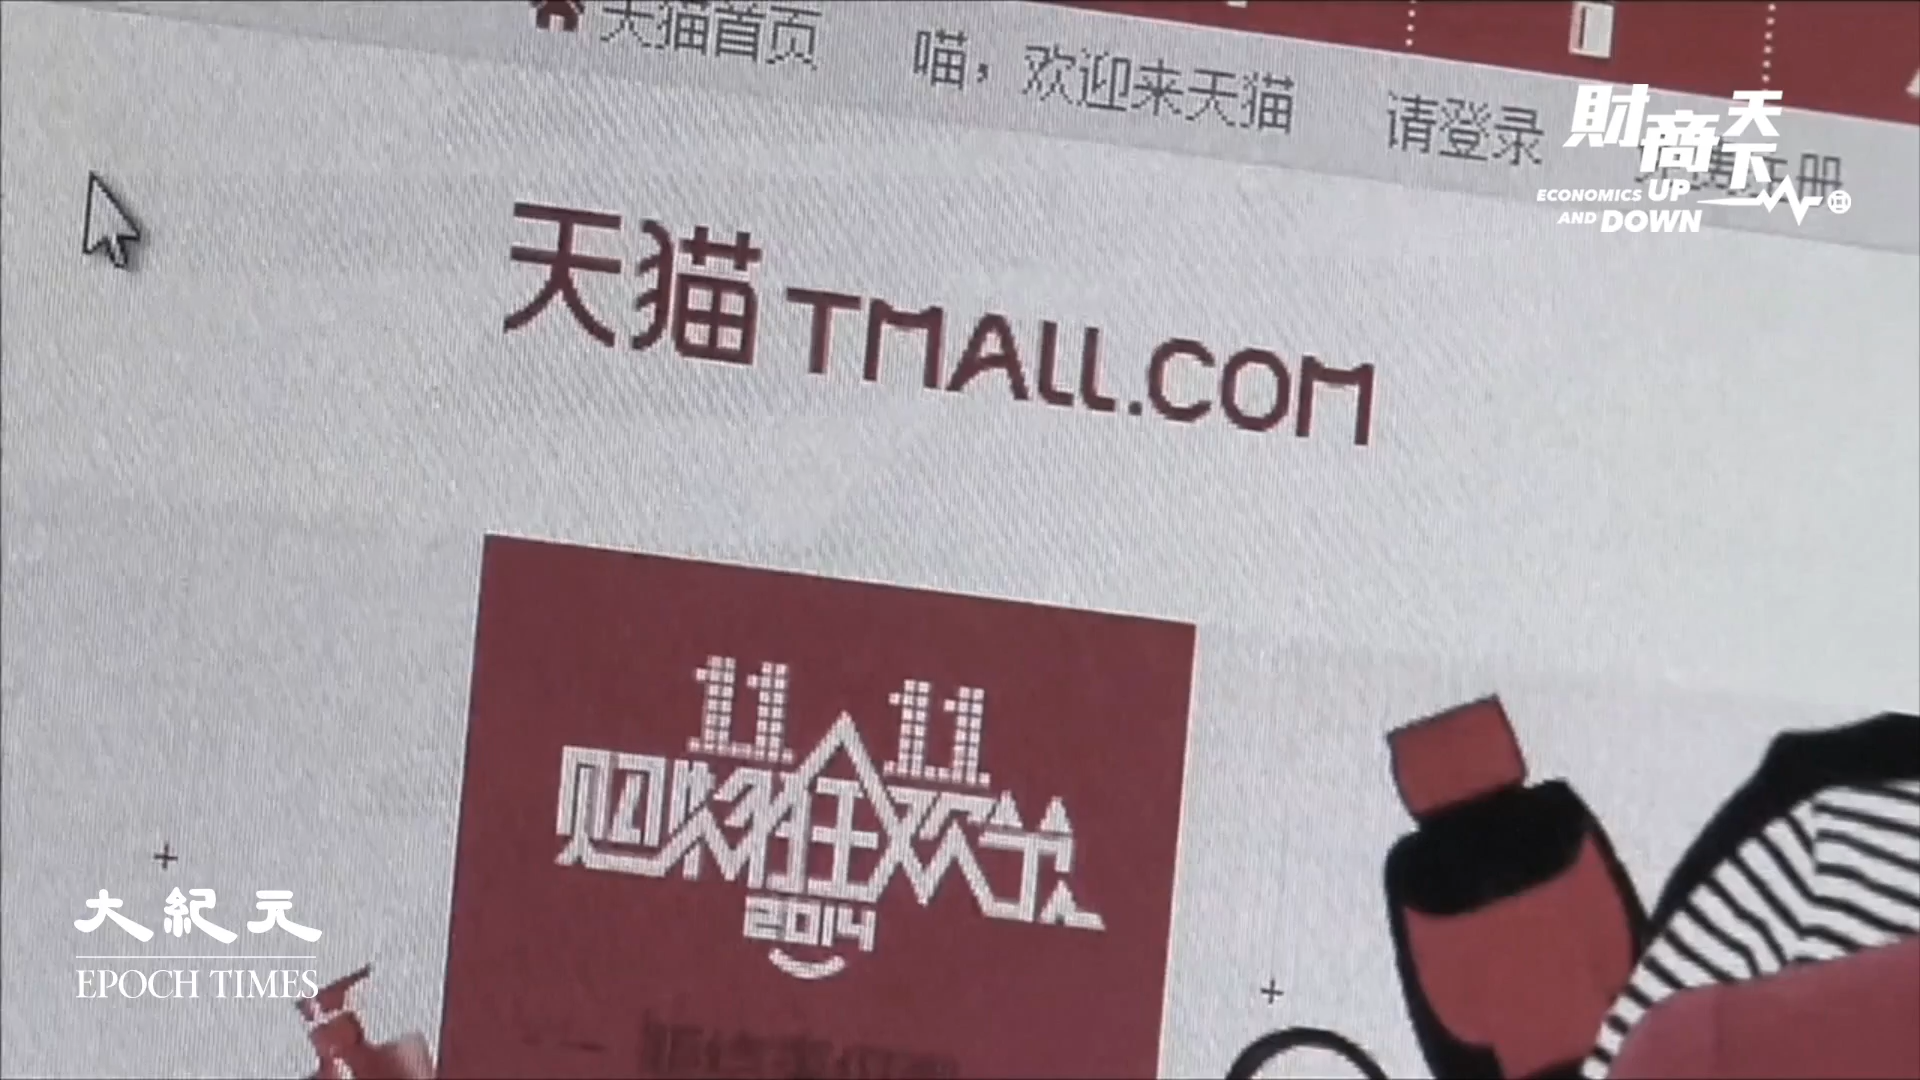 天猫首页 喵，欢迎来天猫 请登录
財商天下
ECONOMICS UP
AND DOWN
天猫 TMALL.COM
11 11
购物狂欢节
2014
大紀元
EPOCH TIMES